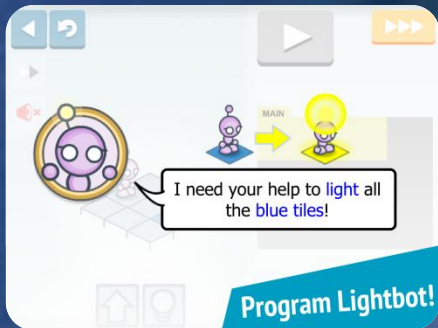 MAIN
I need your help to light all
the blue tiles!
Program Lightbot!